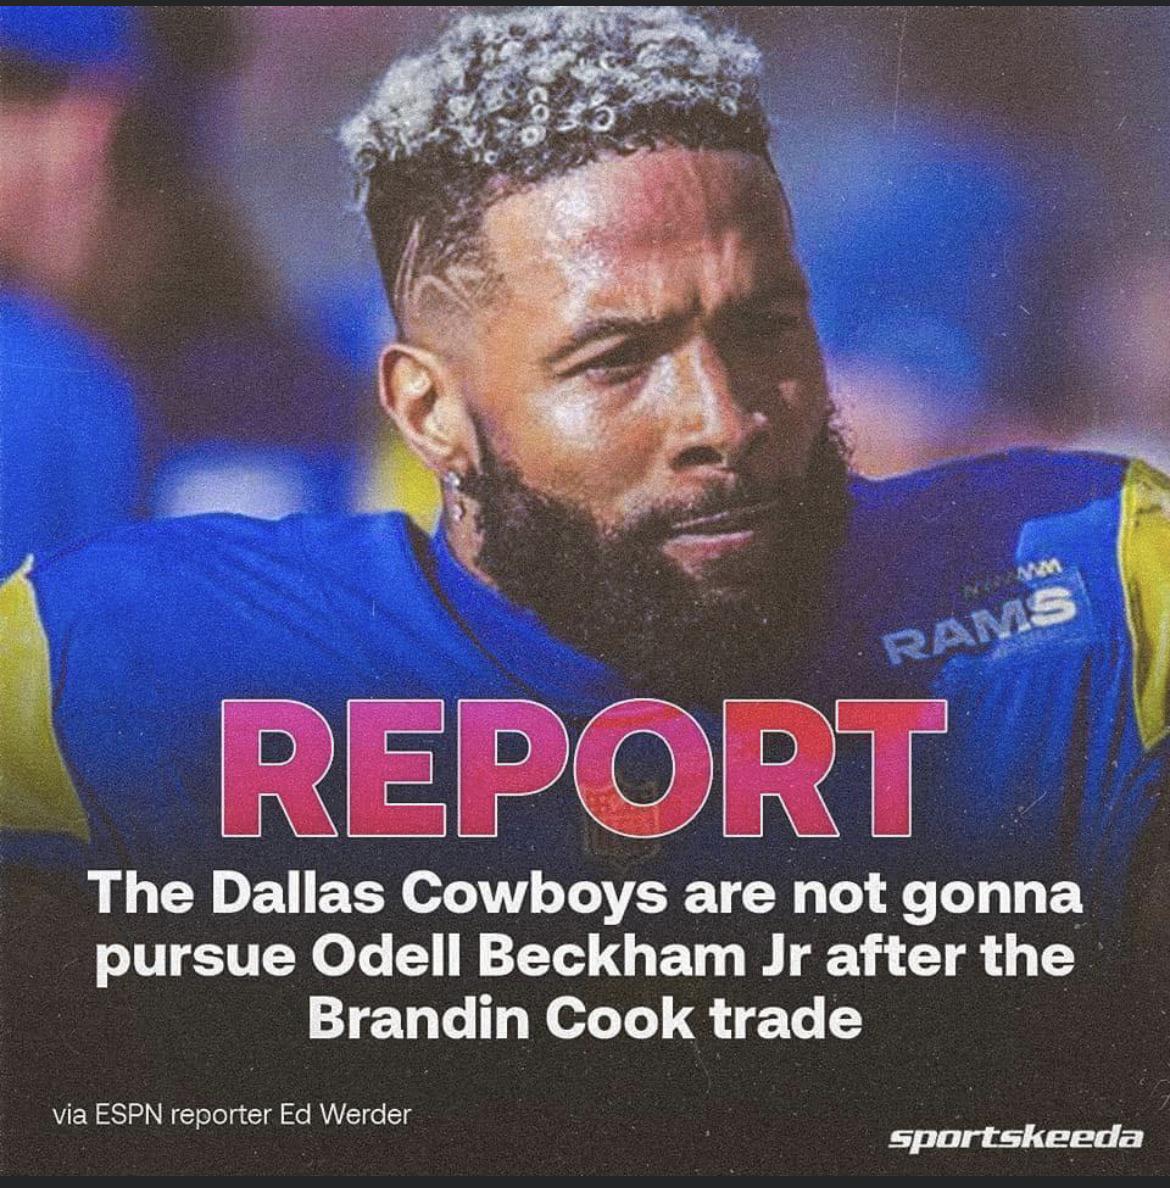 RAMS
REPORT
The Dallas Cowboys are not gonna
pursue Odell Beckham Jr after the
Brandin Cook trade
via ESPN reporter Ed Werder
sportskeeda